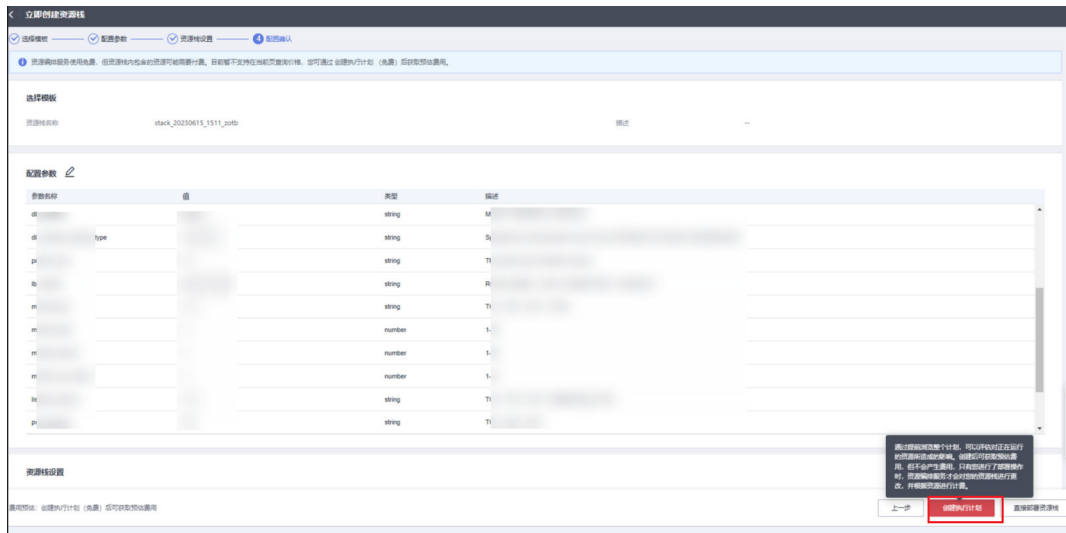 立即创建资源栈
选择模板 配置参数 资源栈设置 4 配置确认
资源编排服务使用免费，但资源栈内包含的资源可能需要付费。目前暂不支持在当前页查询价格，您可通过 创建执行计划 （免费）后获取预估费用。
选择模板
资源栈名称 stack_20230615_1511_zotb 描述 --
配置参数
参数名称 值 类型 描述
string
type string
string
string
string
number
number
number
string
string
通过提前浏览整个计划，可以评估对正在运行
的资源所造成的影响。创建后可获取预估费
用，但不会产生费用，只有您进行了部署操作
时，资源编排服务才会对您的资源栈进行更
改，并根据资源进行计费。
资源栈设置
费用预估：创建执行计划（免费）后可获取预估费用
上一步 创建执行计划 直接部署资源栈